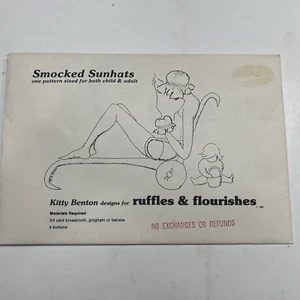 Smocked Sunhats
one pattern sized for both child & adult
Kitty Benton designs for ruffles & flourishes
Materials Required
3/4 yard broadcloth, gingham or batiste.
4 buttons
NO EXCHANGES OR REFUNDS